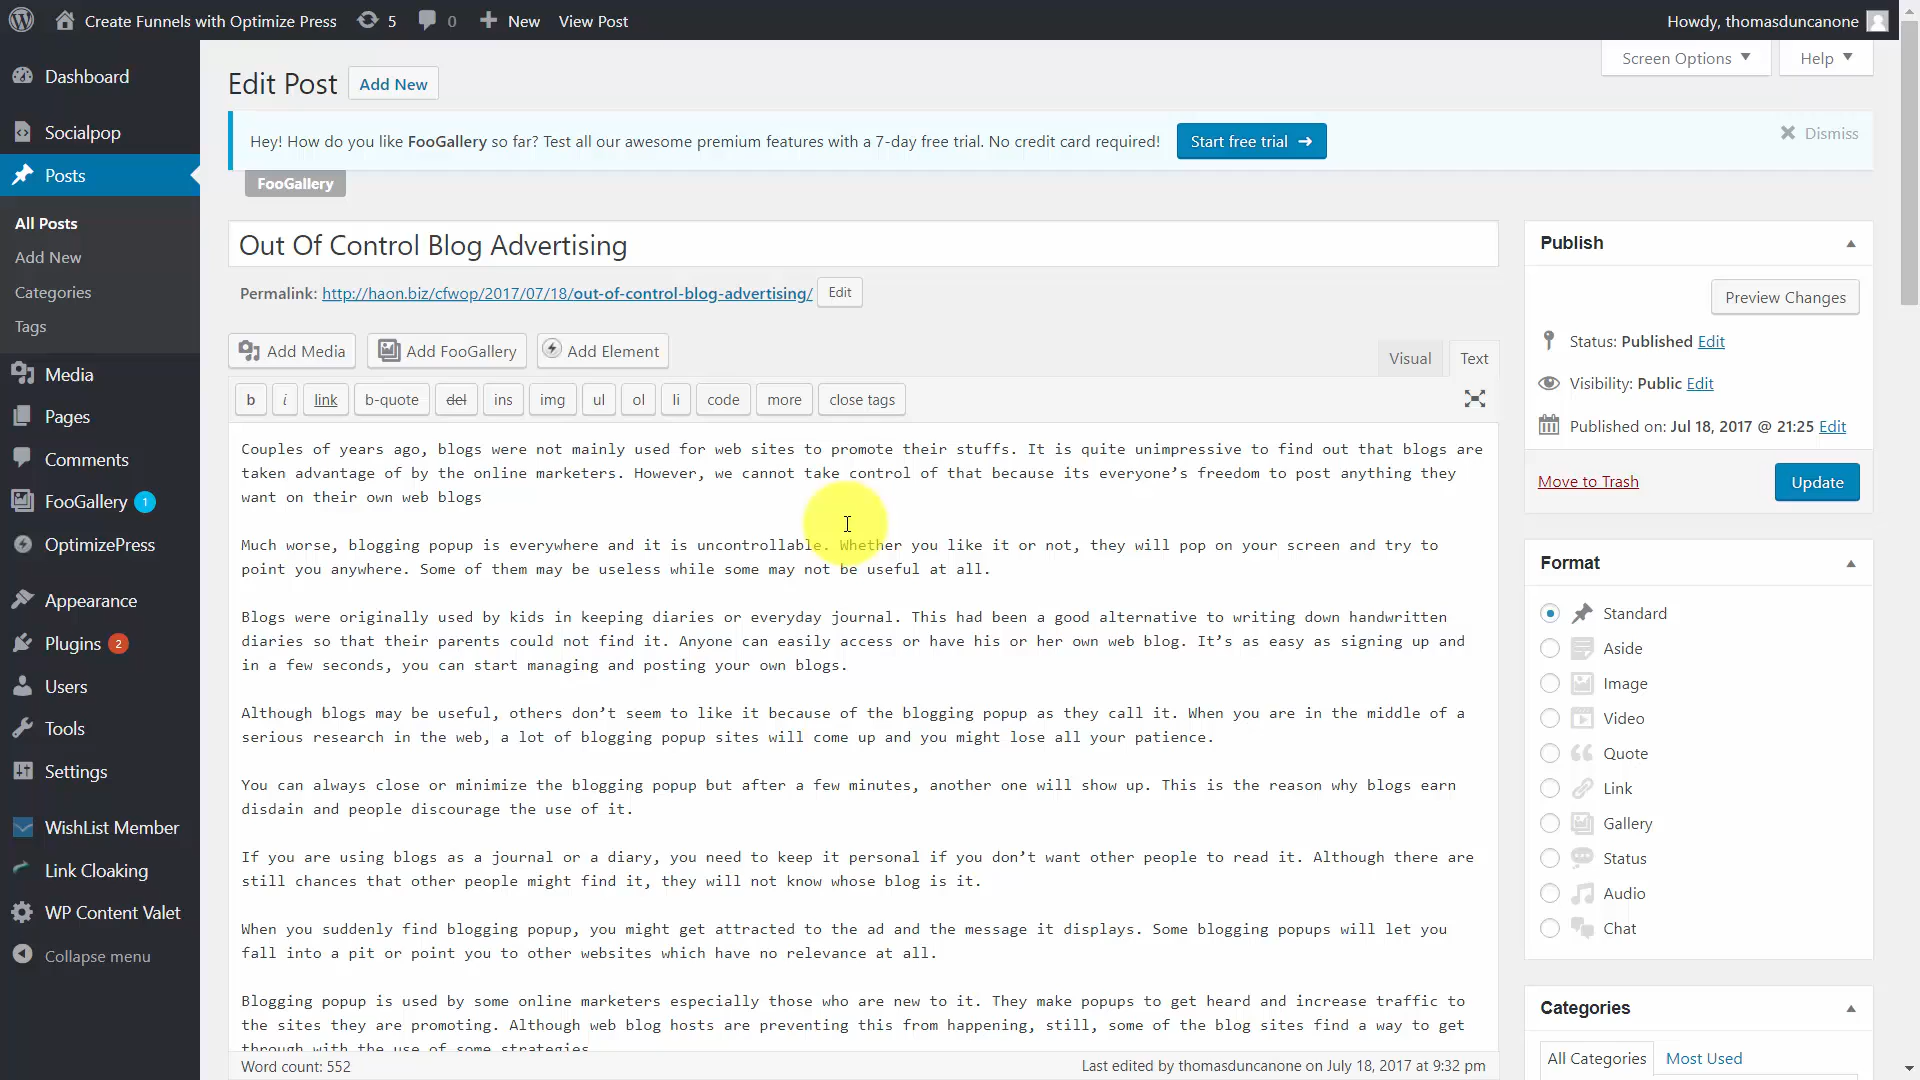 Create Funnels with Optimize Press 5 0 New View Post Howdy, thomasduncanone
Dashboard
Socialpop
Posts
All Posts
Add New
Categories
Tags
Media
Pages
Comments
FooGallery 1
OptimizePress
Appearance
Plugins 2
Users
Tools
Settings
WishList Member
Link Cloaking
WP Content Valet
Collapse menu
Screen Options Help
Edit Post Add New
Hey! How do you like FooGallery so far? Test all our awesome premium features with a 7-day free trial. No credit card required! Start free trial Dismiss
FooGallery
Out Of Control Blog Advertising
Permalink: http://haon.biz/cfwop/2017/07/18/out-of-control-blog-advertising/ Edit
Add Media Add FooGallery Add Element Visual Text
b i link b-quote del ins img ul ol li code more close tags
Couples of years ago, blogs were not mainly used for web sites to promote their stuffs. It is quite unimpressive to find out that blogs are
taken advantage of by the online marketers. However, we cannot take control of that because its everyone’s freedom to post anything they
want on their own web blogs
Much worse, blogging popup is everywhere and it is uncontrollable. Whether you like it or not, they will pop on your screen and try to
point you anywhere. Some of them may be useless while some may not be useful at all.
Blogs were originally used by kids in keeping diaries or everyday journal. This had been a good alternative to writing down handwritten
diaries so that their parents could not find it. Anyone can easily access or have his or her own web blog. It’s as easy as signing up and
in a few seconds, you can start managing and posting your own blogs.
Although blogs may be useful, others don’t seem to like it because of the blogging popup as they call it. When you are in the middle of a
serious research in the web, a lot of blogging popup sites will come up and you might lose all your patience.
You can always close or minimize the blogging popup but after a few minutes, another one will show up. This is the reason why blogs earn
disdain and people discourage the use of it.
If you are using blogs as a journal or a diary, you need to keep it personal if you don’t want other people to read it. Although there are
still chances that other people might find it, they will not know whose blog is it.
When you suddenly find blogging popup, you might get attracted to the ad and the message it displays. Some blogging popups will let you
fall into a pit or point you to other websites which have no relevance at all.
Blogging popup is used by some online marketers especially those who are new to it. They make popups to get heard and increase traffic to
the sites they are promoting. Although web blog hosts are preventing this from happening, still, some of the blog sites find a way to get
through with the use of some strategies
Word count: 552 Last edited by thomasduncanone on July 18, 2017 at 9:32 pm
Publish
Preview Changes
Status: Published Edit
Visibility: Public Edit
Published on: Jul 18, 2017 @ 21:25 Edit
Move to Trash Update
Format
Standard
Aside
Image
Video
Quote
Link
Gallery
Status
Audio
Chat
Categories
All Categories Most Used